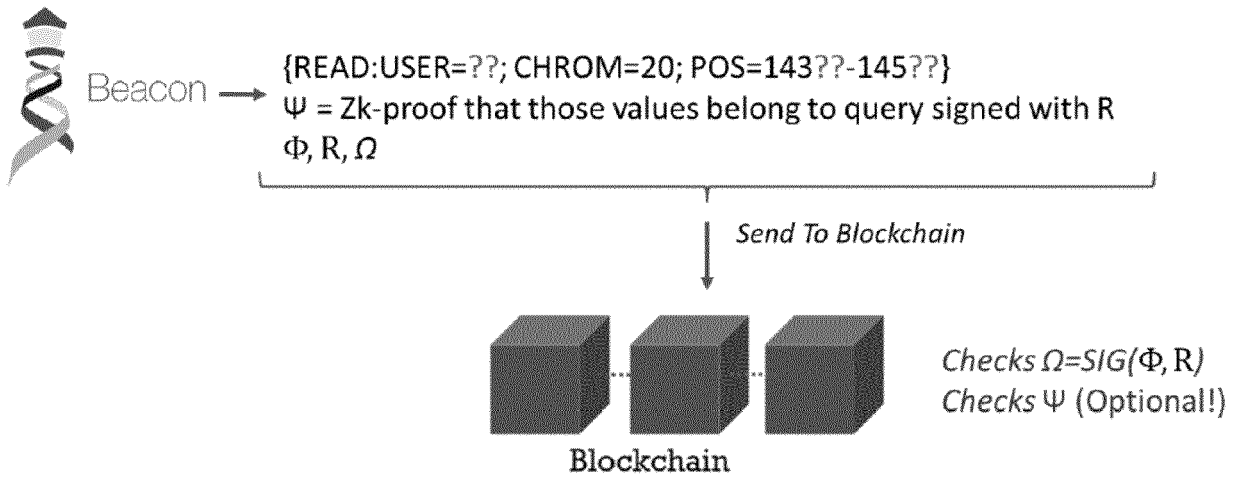 Beacon
{READ:USER=??; CHROM=20; POS=143??-145??}
Ψ = Zk-proof that those values belong to query signed with R
Φ, R, Ω
Send To Blockchain
Checks Ω=SIG(Φ, R)
Checks Ψ (Optional!)
Blockchain